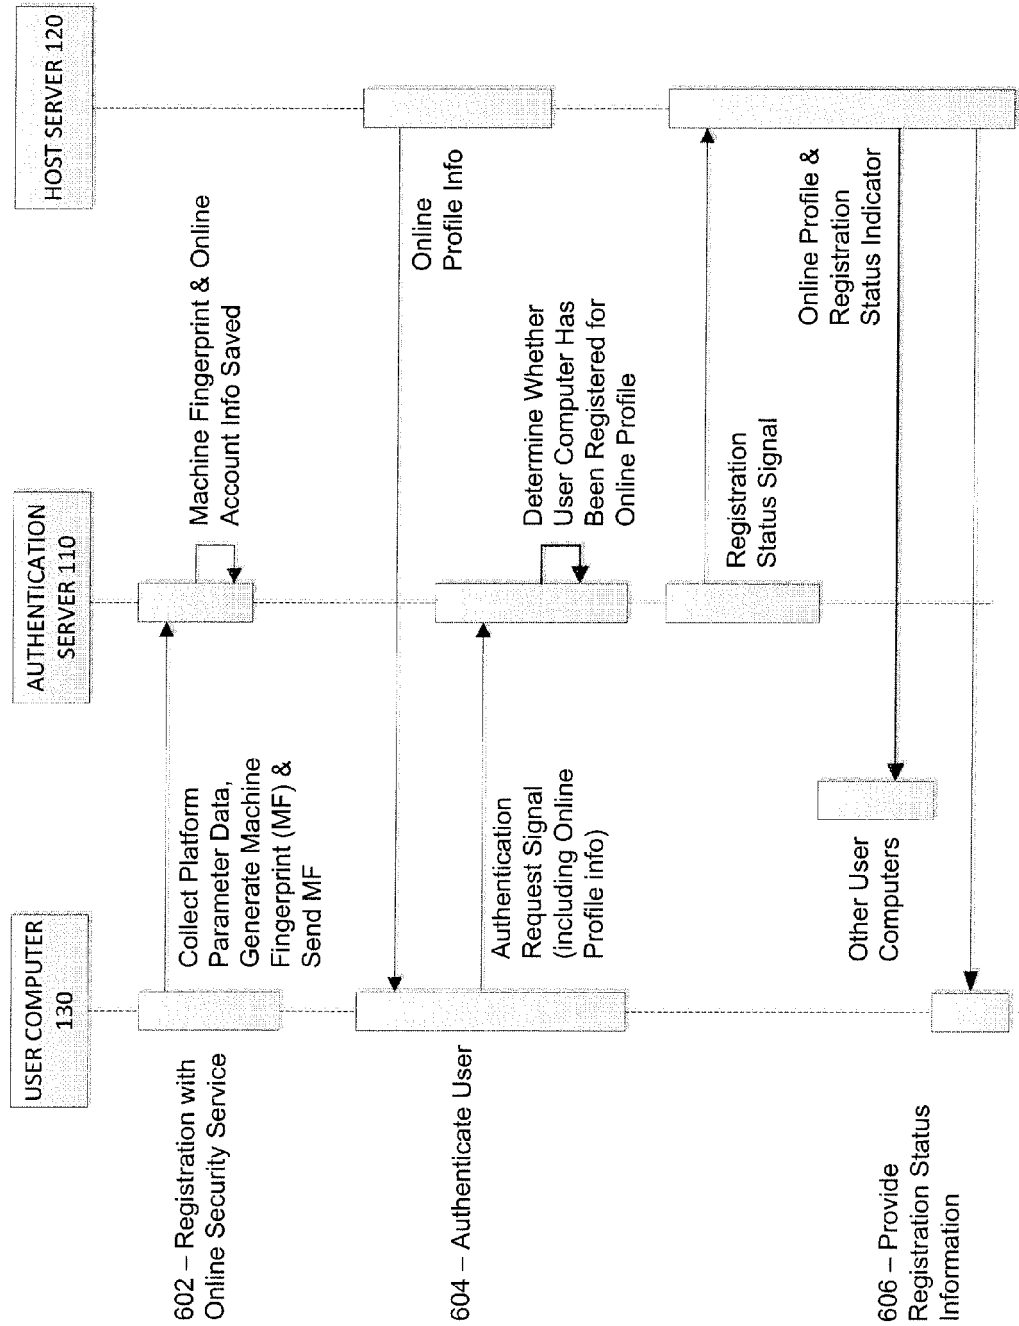 USER COMPUTER
130
AUTHENTICATION
SERVER 110
HOST SERVER 120
602 – Registration with
Online Security Service
Collect Platform
Parameter Data,
Generate Machine
Fingerprint (MF) &
Send MF
Machine Fingerprint & Online
Account Info Saved
604 – Authenticate User
Online
Profile Info
Authentication
Request Signal
(including Online
Profile info)
Determine Whether
User Computer Has
Been Registered for
Online Profile
Registration
Status Signal
606 – Provide
Registration Status
Information
Other User
Computers
Online Profile &
Registration
Status Indicator